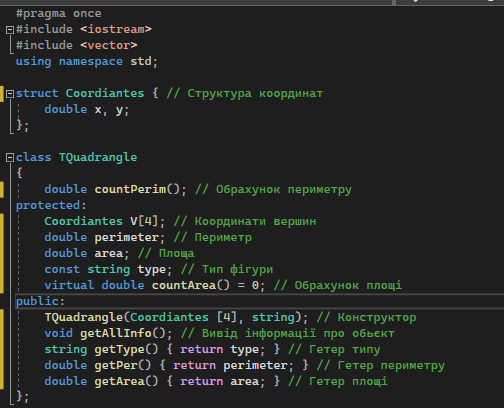 #pragma once
#include <iostream>
#include <vector>
using namespace std;
struct Coordiantes { // Структура координат
double x, y;
};
class TQuadrangle
{
double countPerim(); // Обрахунок периметру
protected:
Coordiantes V[4]; // Координати вершин
double perimeter; // Периметр
double area; // Площа
const string type; // Тип фігури
virtual double countArea() = 0; // Обрахунок площі
public:
TQuadrangle(Coordiantes [4], string); // Конструктор
void getAllInfo(); // Вивід інформації про обьєкт
string getType() { return type; } // Гетер типу
double getPer() { return perimeter; } // Гетер периметру
double getArea() { return area; } // Гетер площі
};